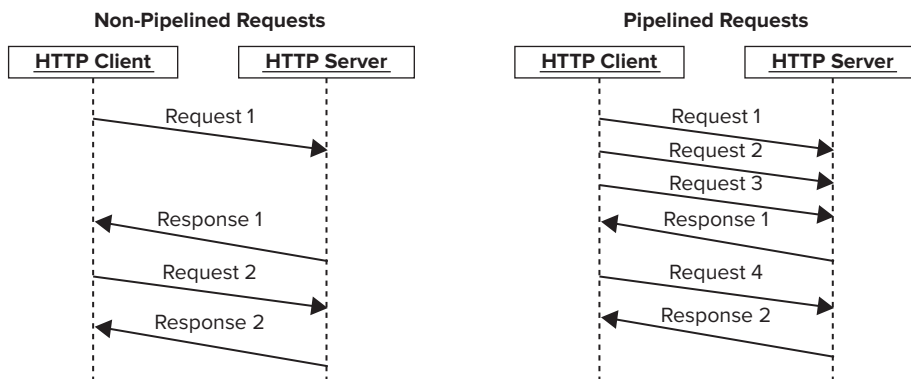 Non-Pipelined Requests
HTTP Client
HTTP Server
Request 1
Response 1
Request 2
Response 2
Pipelined Requests
HTTP Client
HTTP Server
Request 1
Request 2
Request 3
Response 1
Request 4
Response 2